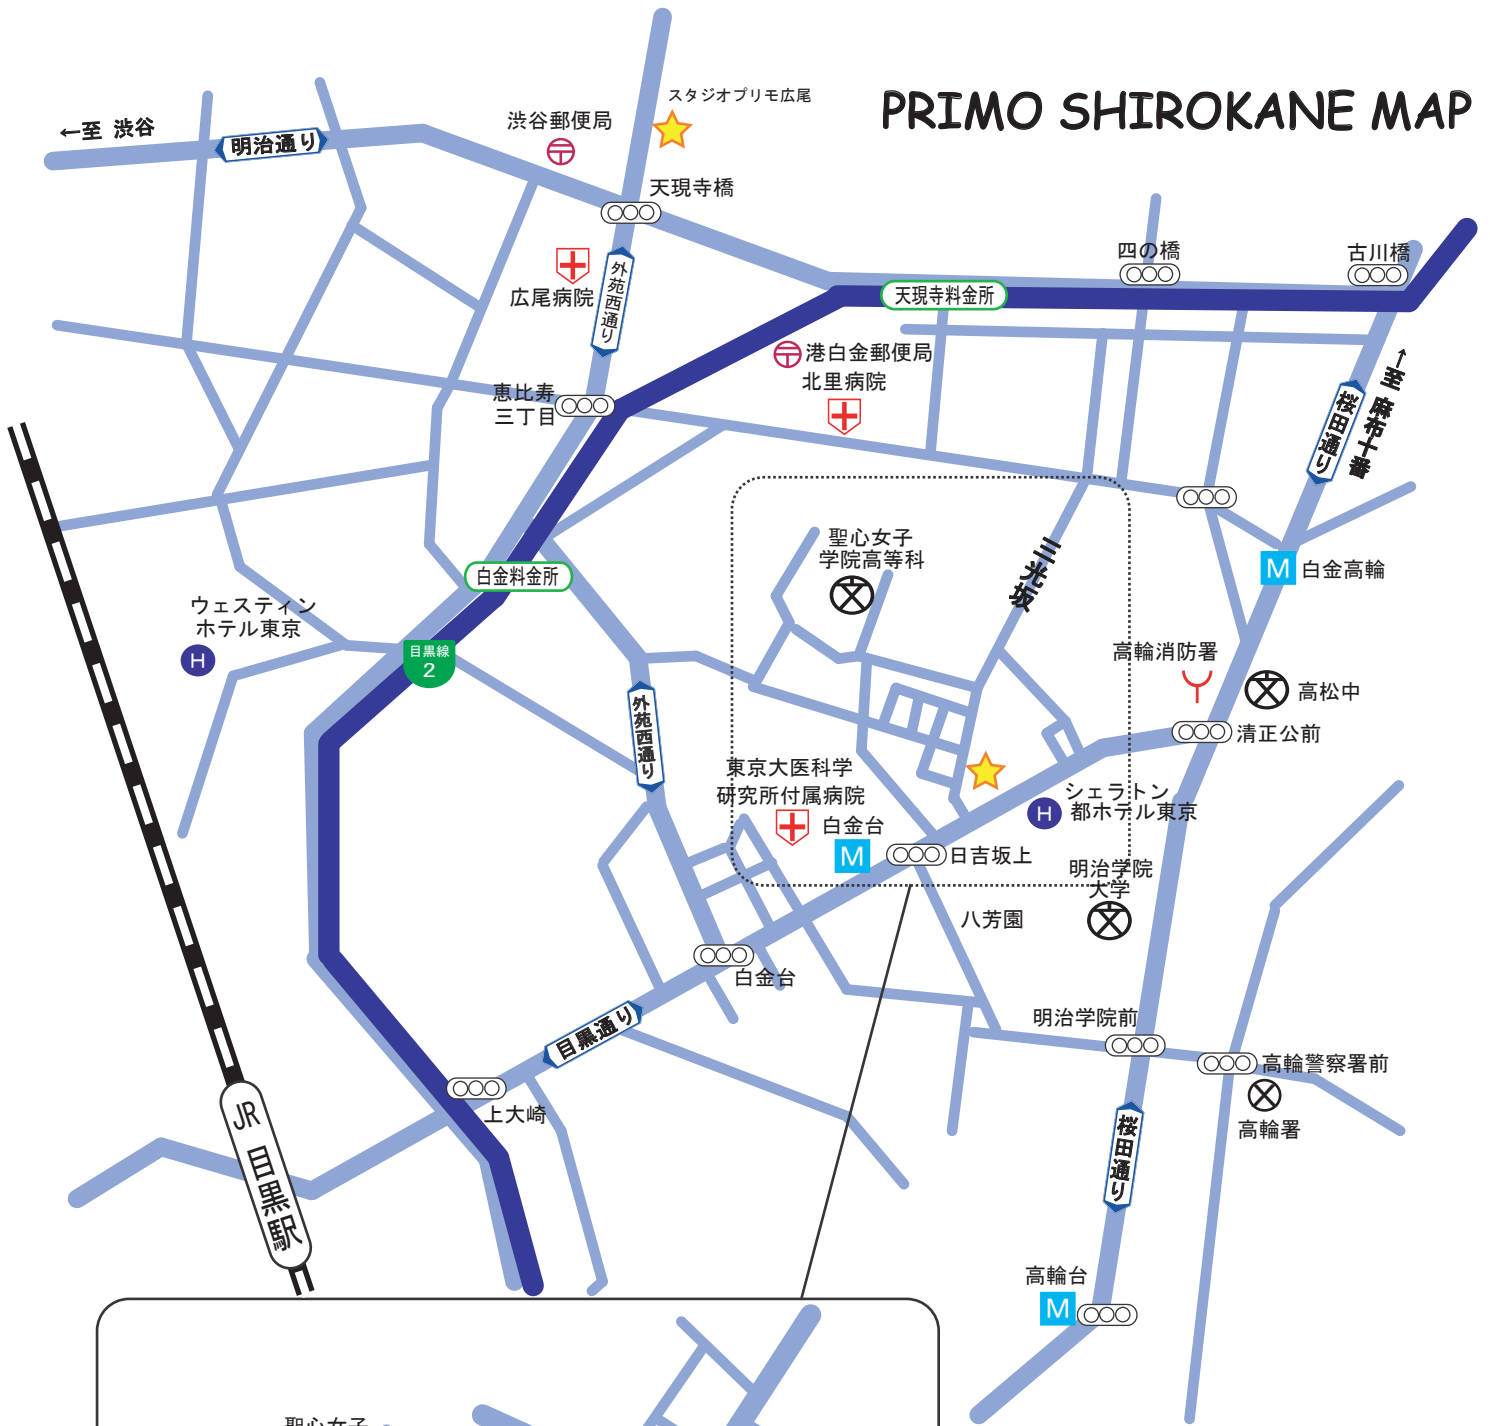 PRIMO SHIROKANE MAP
スタジオプリモ広尾
渋谷郵便局
←至 渋谷
明治通り
天現寺橋
四の橋
古川橋
広尾病院
外苑西通り
天現寺料金所
港白金郵便局
北里病院
恵比寿
三丁目
桜田通り
→至 麻布十番
聖心女子
学院高等科
三光坂
白金高輪
白金料金所
ウェスティン
ホテル東京
H
目黒線
2
高輪消防署
高松中
清正公前
外苑西通り
東京大医科学
研究所付属病院
白金台
M
M
シェラトン
都ホテル東京
H
日吉坂上
明治学院
大学
八芳園
白金台
目黒通り
明治学院前
高輪警察署前
高輪署
上大崎
JR 目黒駅
桜田通り
高輪台
M
聖心女子